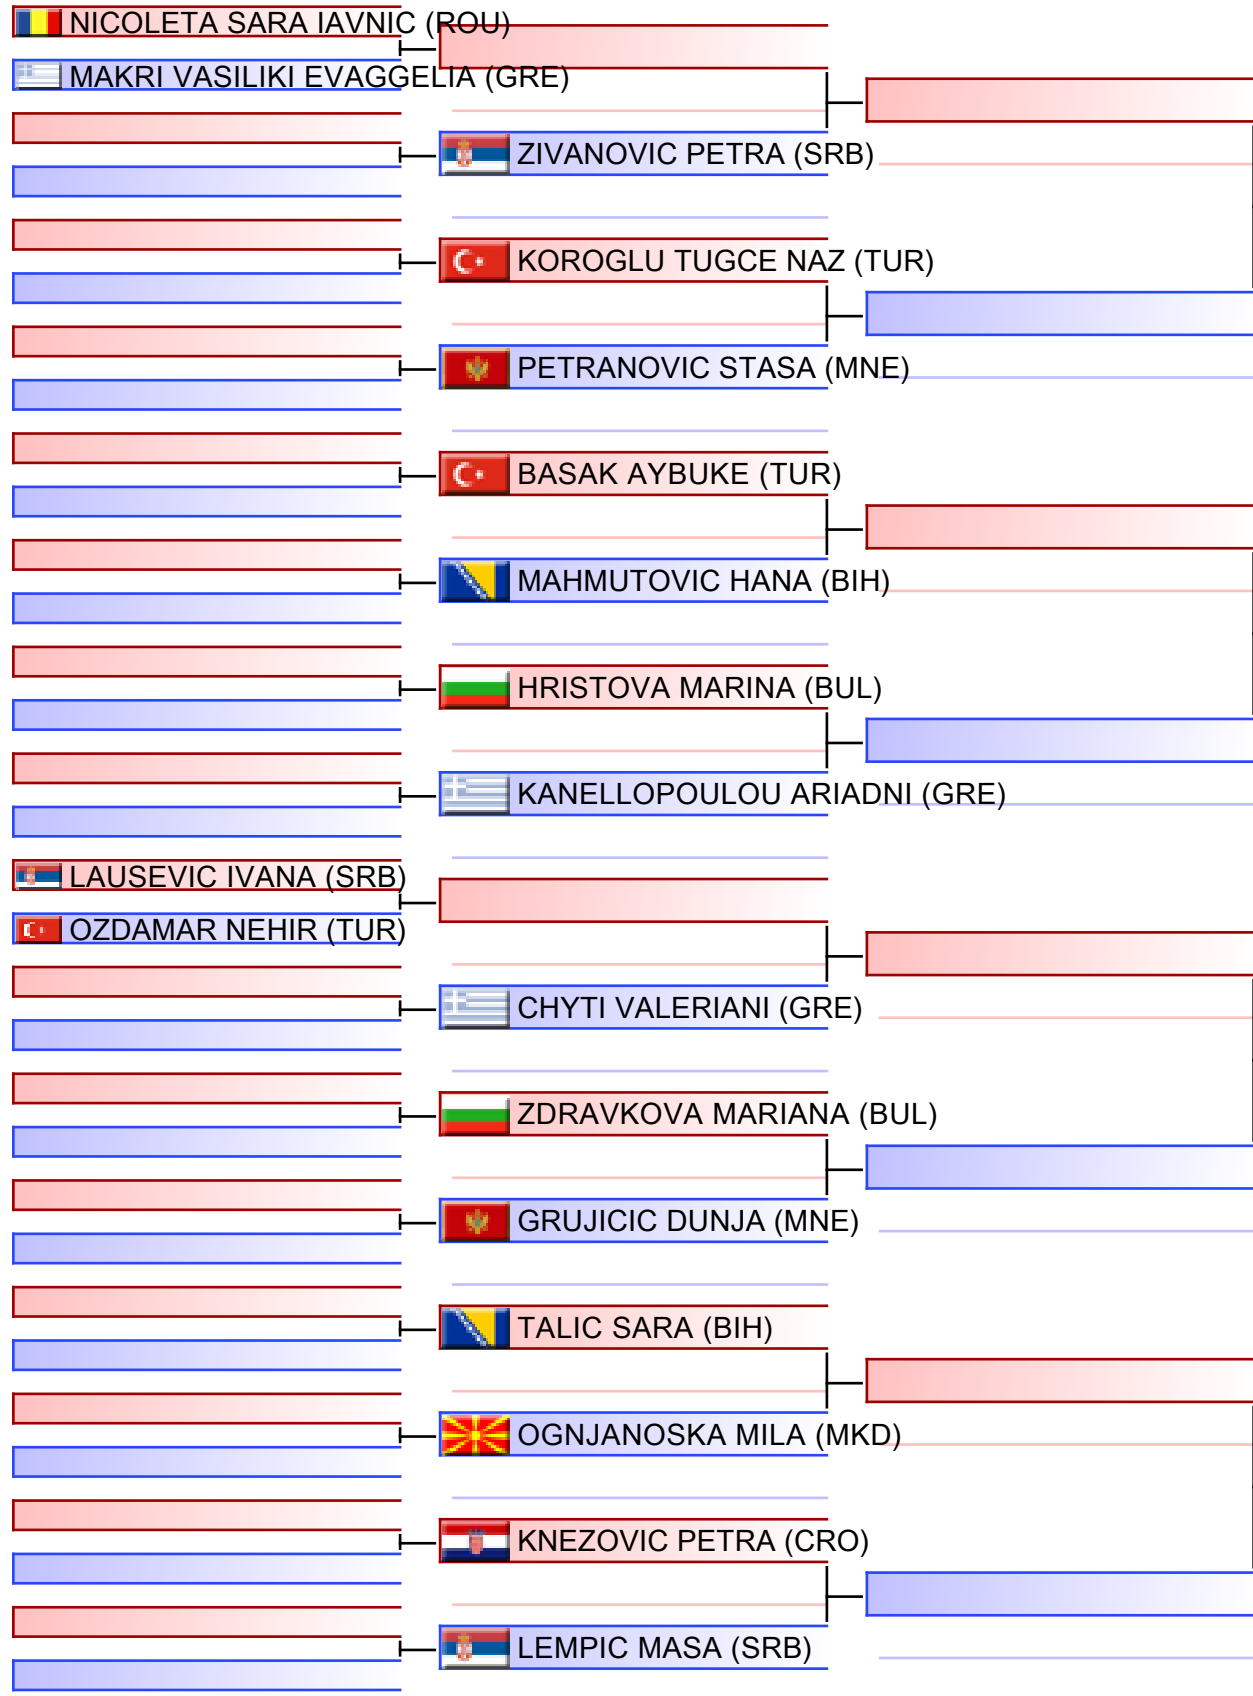 NICOLETA SARA IAVNIC (ROU)
MAKRI VASILIKI EVAGGELIA (GRE)
ZIVANOVIC PETRA (SRB)
KOROGLU TUGCE NAZ (TUR)
PETRANOVIC STASA (MNE)
BASAK AYBUKE (TUR)
MAHMUTOVIC HANA (BIH)
HRISTOVA MARINA (BUL)
KANELLOPOULOU ARIADNI (GRE)
LAUSEVIC IVANA (SRB)
OZDAMAR NEHIR (TUR)
CHYTI VALERIANI (GRE)
ZDRAVKOVA MARIANA (BUL)
GRUJICIC DUNJA (MNE)
TALIC SARA (BIH)
OGNJANOSKA MILA (MKD)
KNEZOVIC PETRA (CRO)
LEMPIC MASA (SRB)